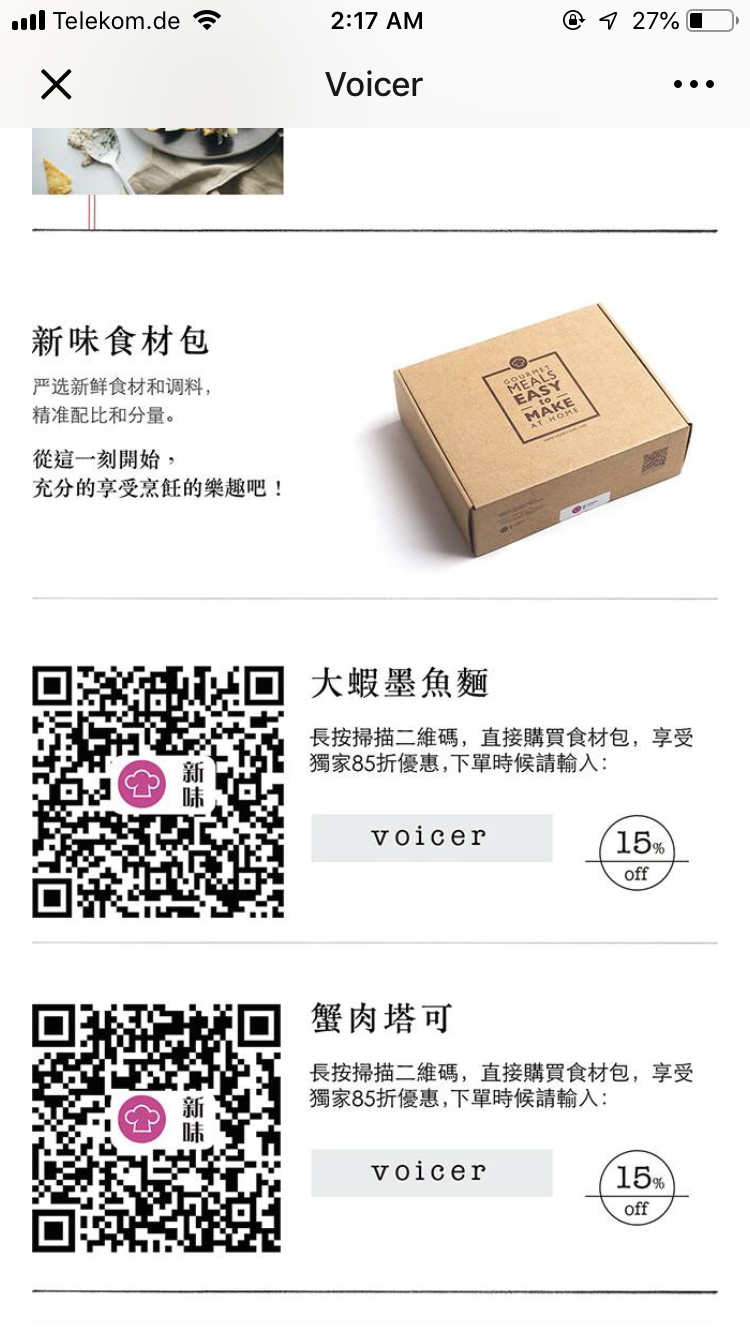 Telekom.de
2:17 AM
27%
Voicer
新味食材包
严选新鲜食材和调料,
精准配比和分量。
從這一刻開始，
充分的享受烹飪的樂趣吧！
GOURMET
MEALS
EASY
to
MAKE
AT HOME
新味
大蝦墨魚麵
長按掃描二維碼，直接購買食材包，享受
獨家85折優惠,下單時候請輸入:
voicer
15%
off
新味
蟹肉塔可
長按掃描二維碼，直接購買食材包，享受
獨家85折優惠,下單時候請輸入:
voicer
15%
off